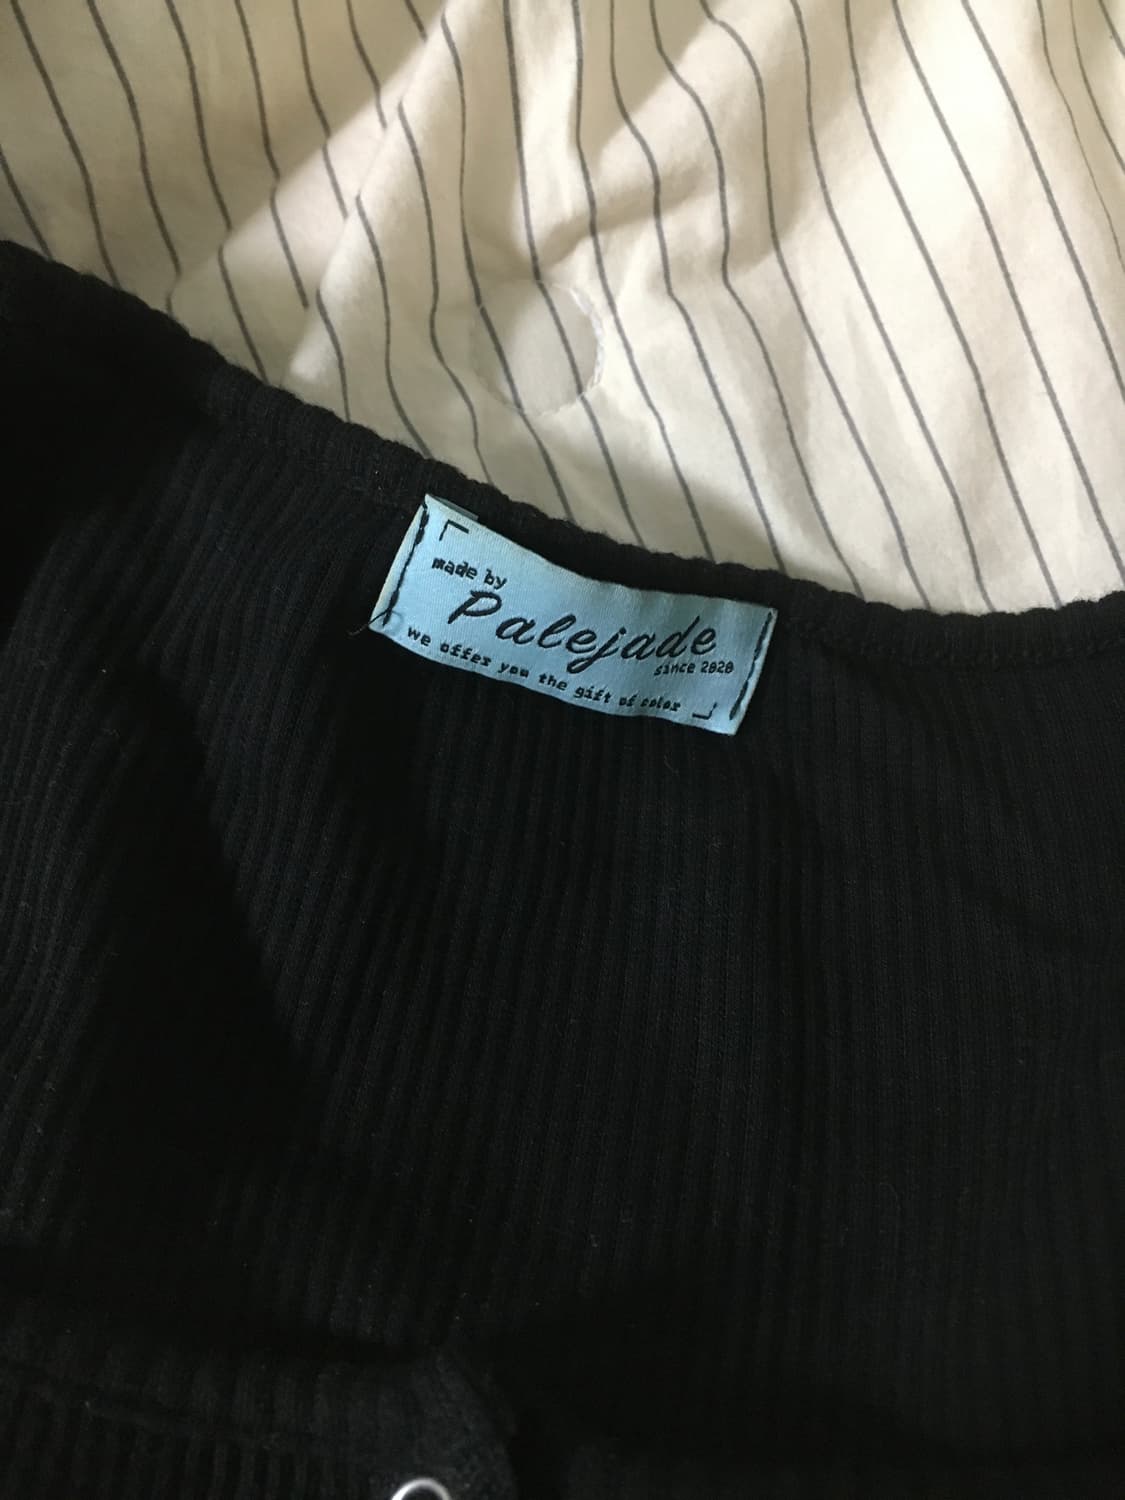 made by
Palejade
since 2020
we offer you the gift of color